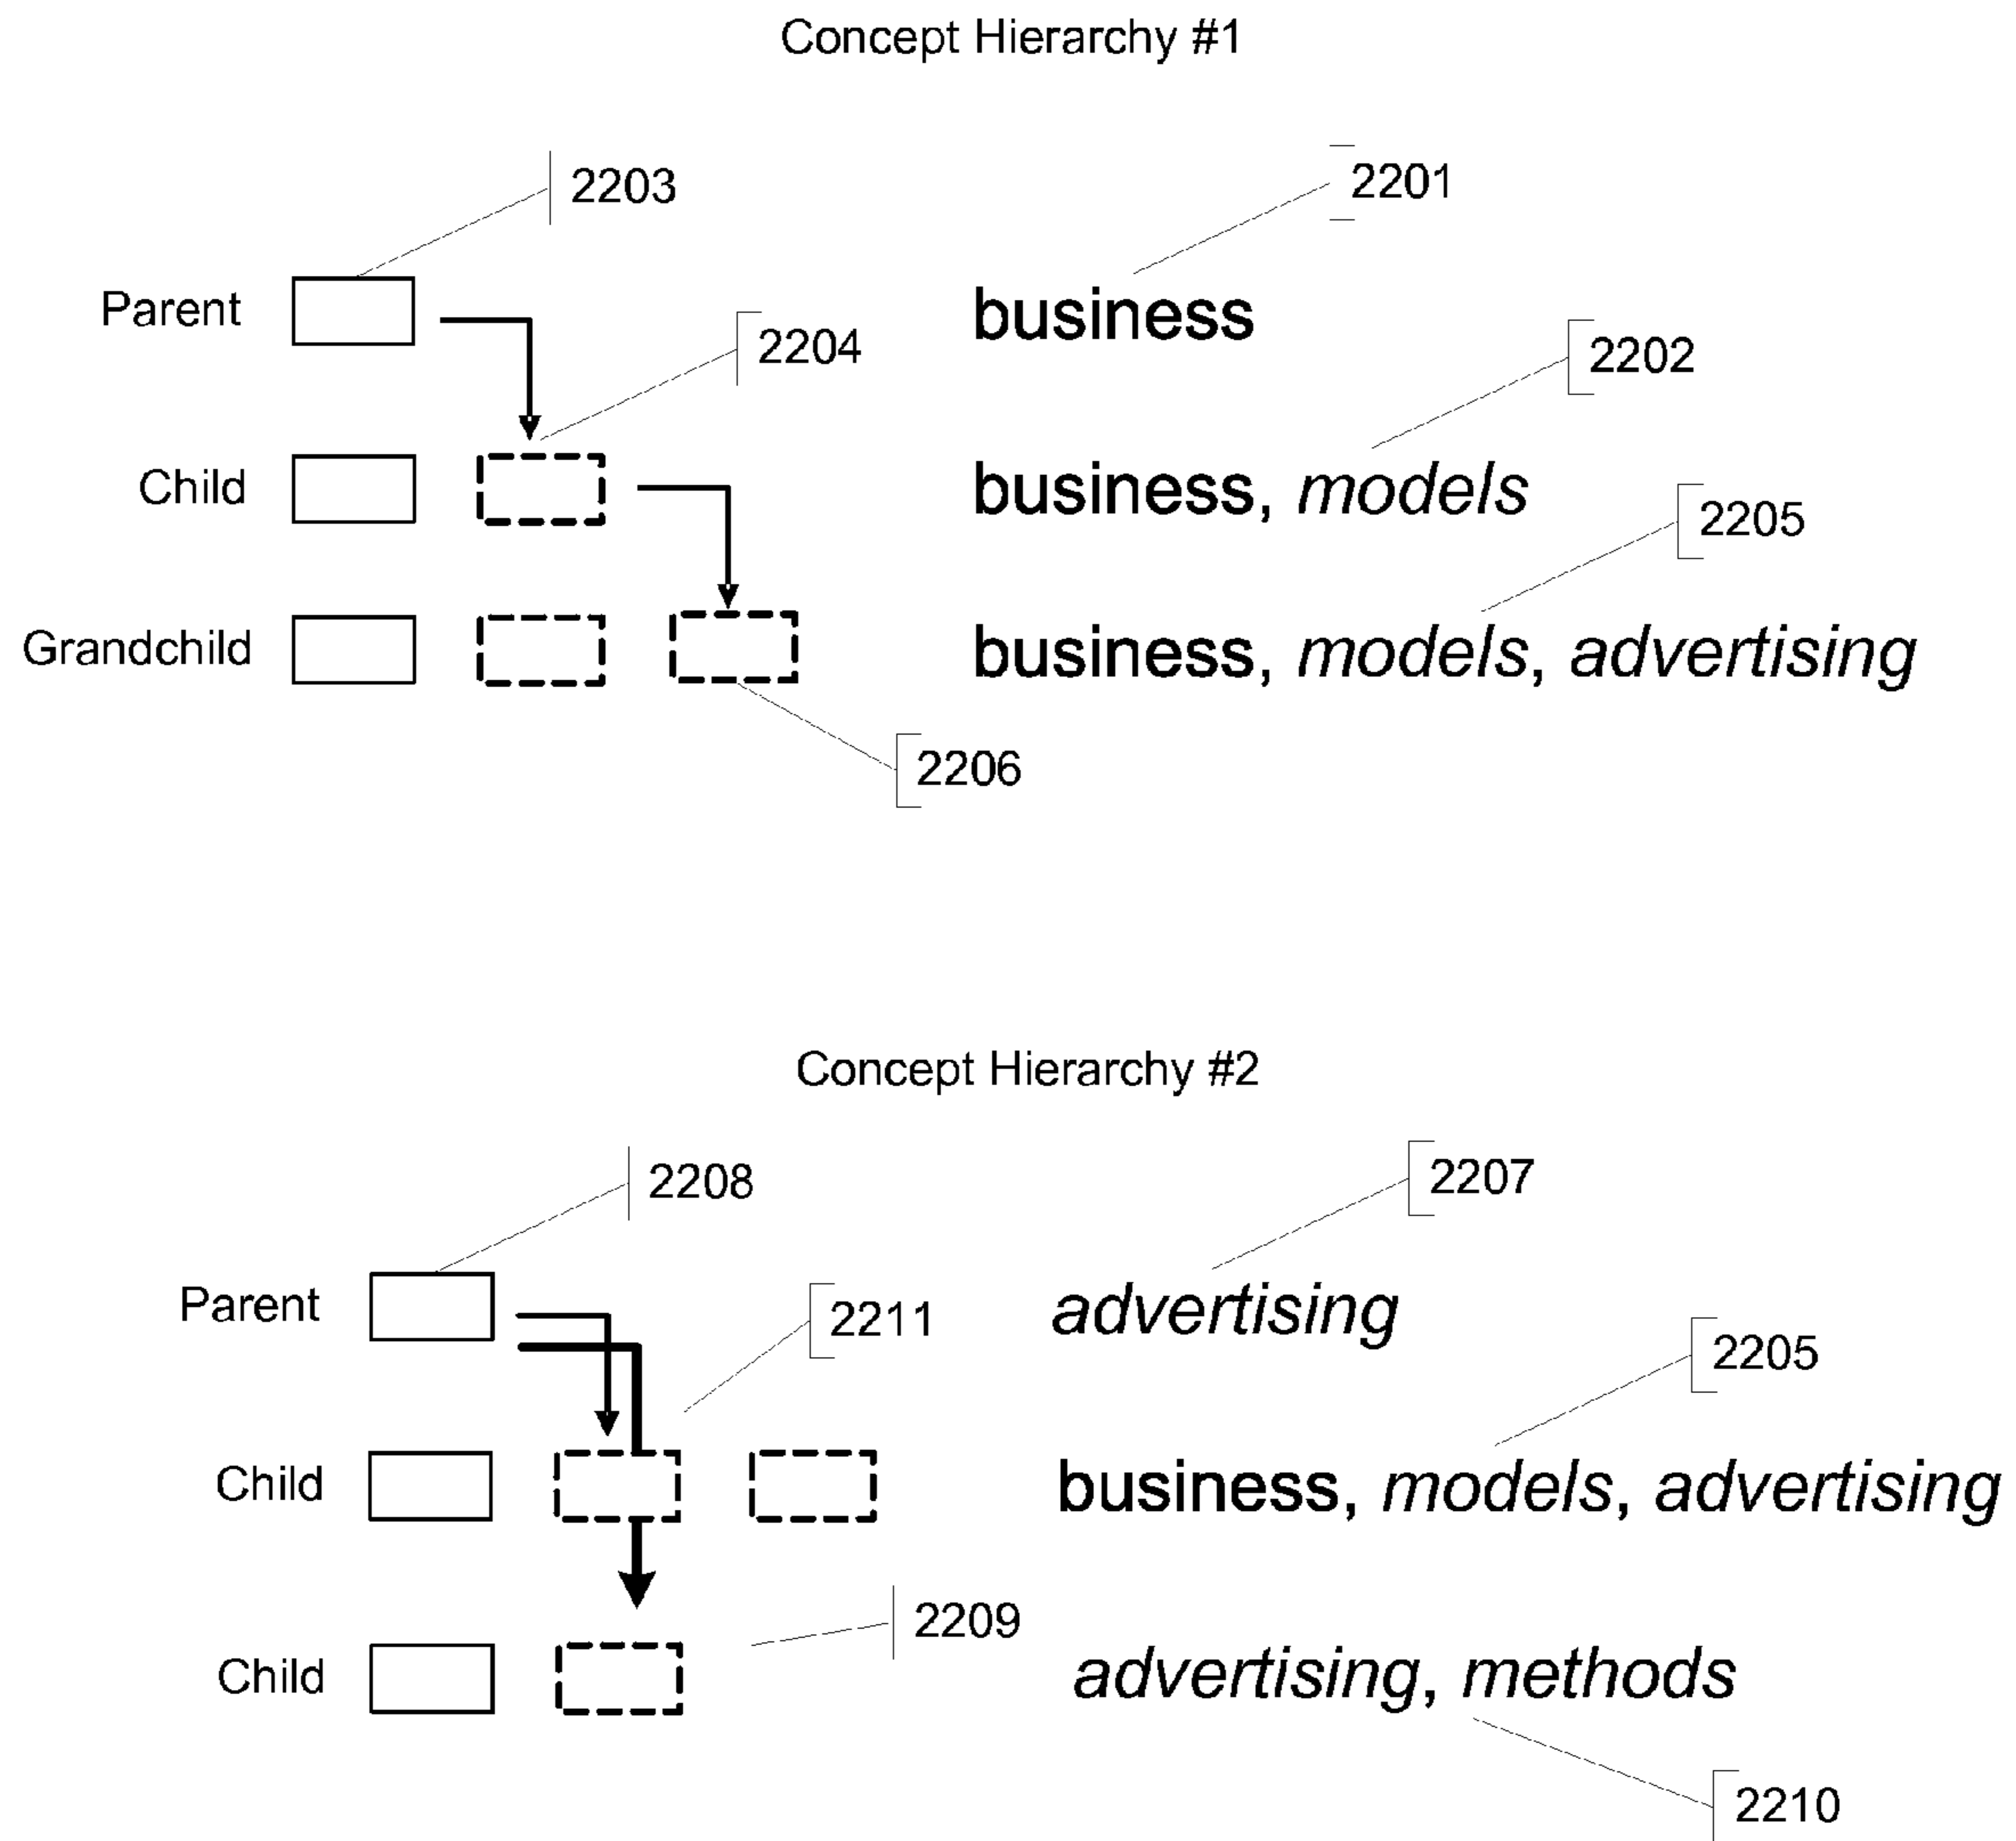 Concept Hierarchy #1
2203
2201
Parent
business
2204
2202
Child
business, models
2205
Grandchild
business, models, advertising
2206
Concept Hierarchy #2
2208
2207
Parent
advertising
2211
2205
Child
business, models, advertising
2209
Child
advertising, methods
2210